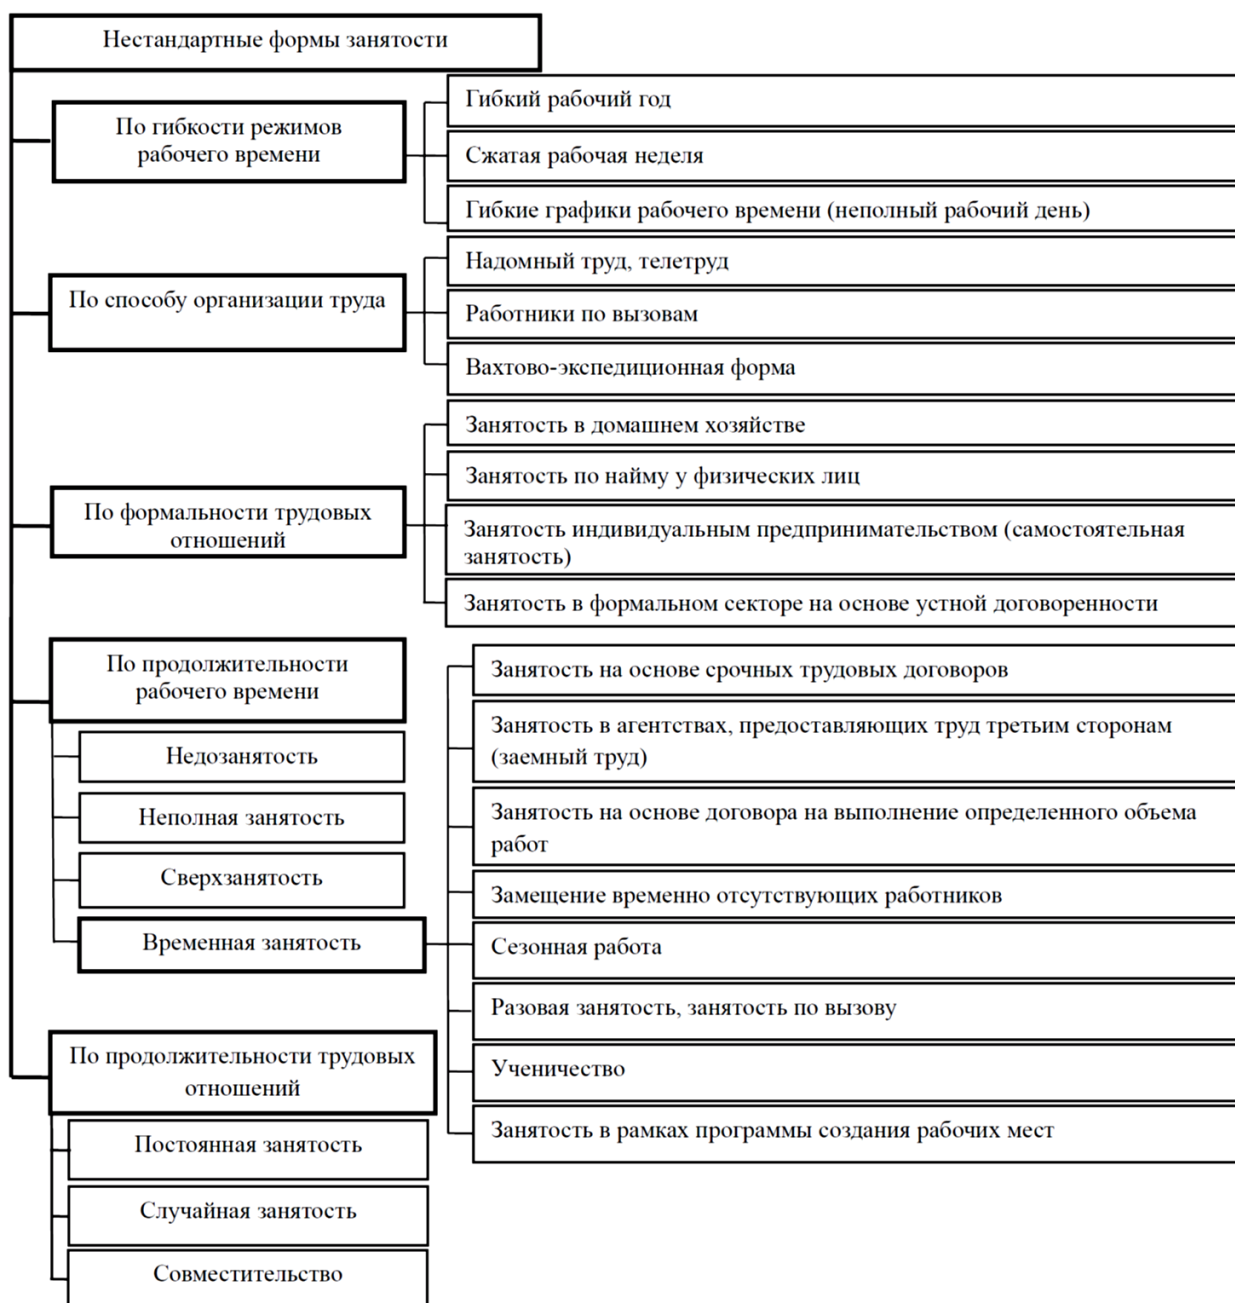 Нестандартные формы занятости
По гибкости режимов
рабочего времени
Гибкий рабочий год
Сжатая рабочая неделя
Гибкие графики рабочего времени (неполный рабочий день)
По способу организации труда
Надомный труд, телетруд
Работники по вызовам
Вахтово-экспедиционная форма
По формальности трудовых
отношений
Занятость в домашнем хозяйстве
Занятость по найму у физических лиц
Занятость индивидуальным предпринимательством (самостоятельная
занятость)
Занятость в формальном секторе на основе устной договоренности
По продолжительности
рабочего времени
Недозанятость
Неполная занятость
Сверхзанятость
Временная занятость
Занятость на основе срочных трудовых договоров
Занятость в агентствах, предоставляющих труд третьим сторонам
(заемный труд)
Занятость на основе договора на выполнение определенного объема
работ
Замещение временно отсутствующих работников
Сезонная работа
Разовая занятость, занятость по вызову
Ученичество
Занятость в рамках программы создания рабочих мест
По продолжительности трудовых
отношений
Постоянная занятость
Случайная занятость
Совместительство